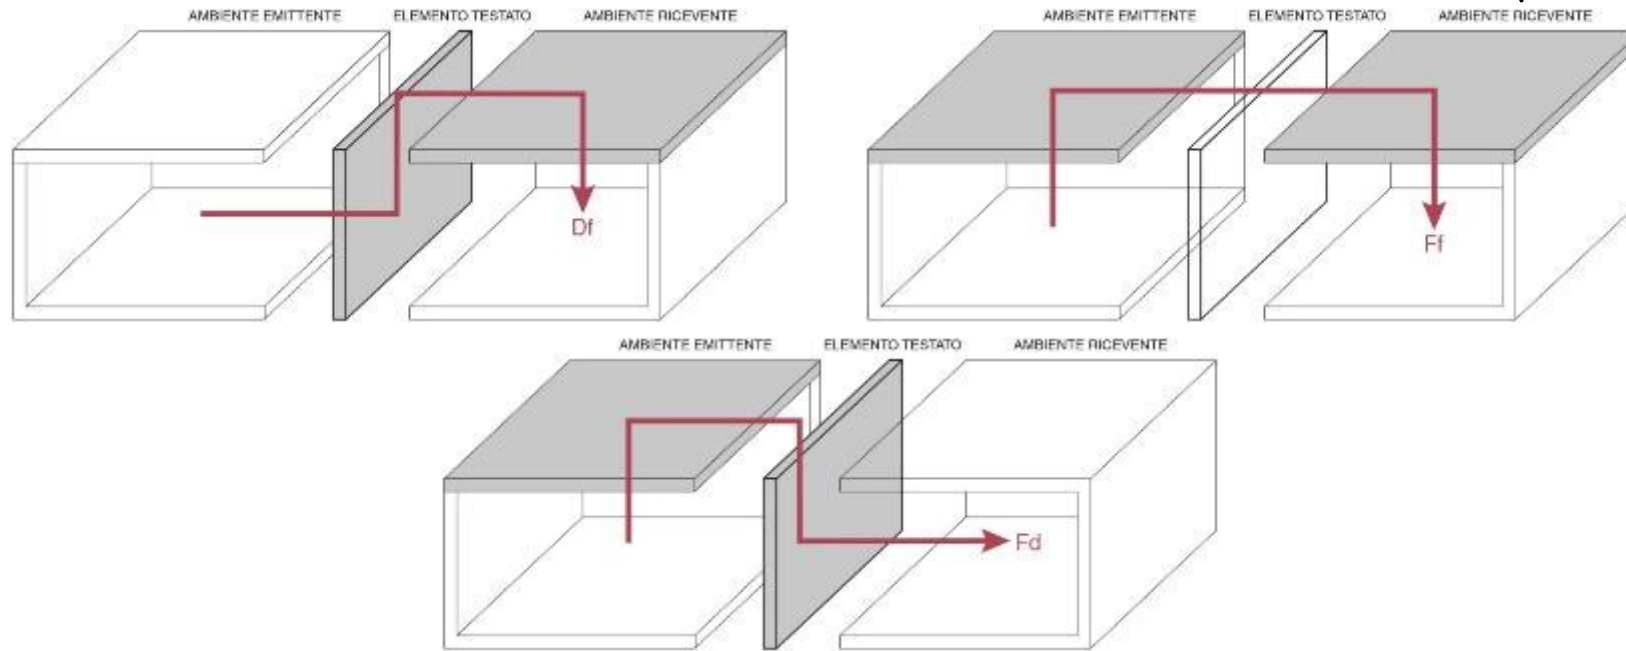 AMBIENTE EMITTENTE ELEMENTO TESTATO AMBIENTE RICEVENTE
Df
AMBIENTE EMITTENTE ELEMENTO TESTATO AMBIENTE RICEVENTE
Ff
AMBIENTE EMITTENTE ELEMENTO TESTATO AMBIENTE RICEVENTE
Fd